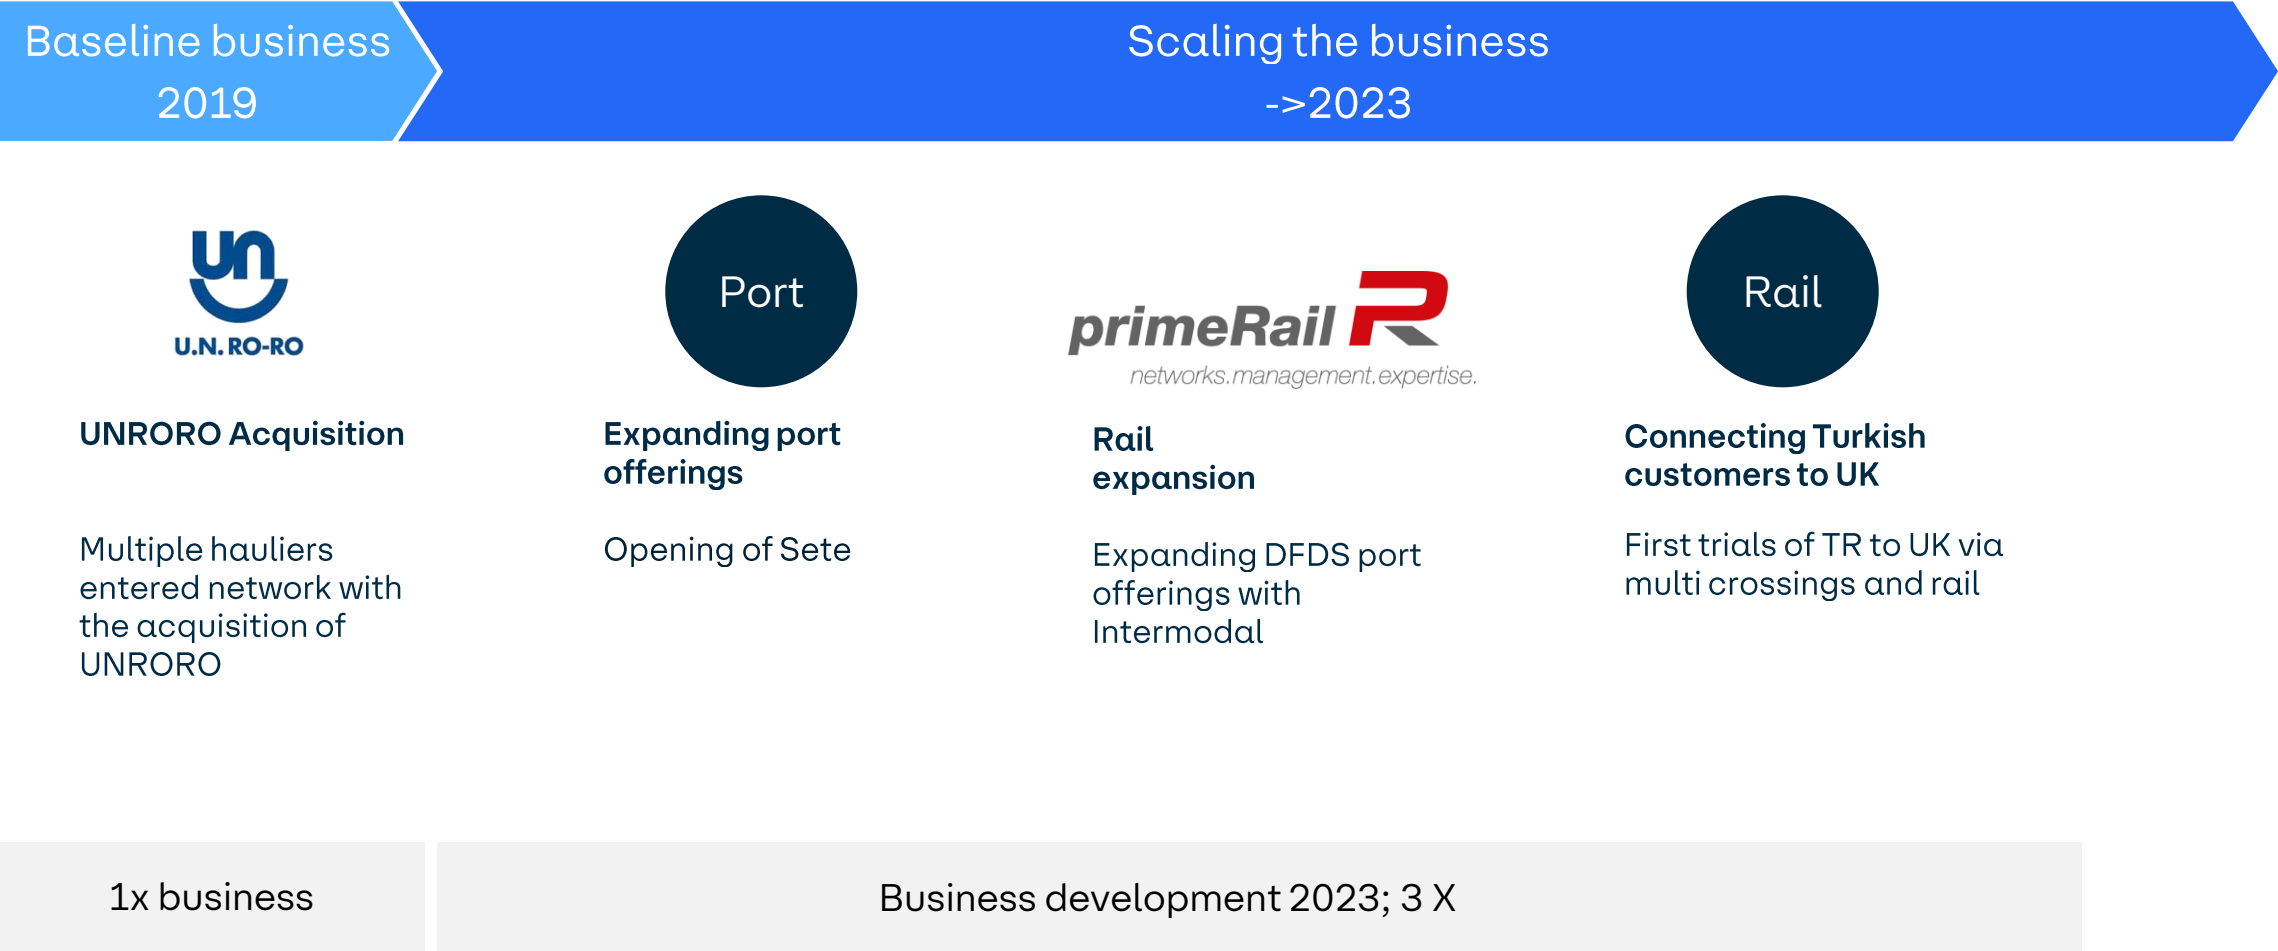 Baseline business
2019
Scaling the business
->2023
un
U.N. RO-RO
Port
primeRail R
networks.management.expertise.
Rail
UNRORO Acquisition
Multiple hauliers
entered network with
the acquisition of
UNRORO
Expanding port
offerings
Opening of Sete
Rail
expansion
Expanding DFDS port
offerings with
Intermodal
Connecting Turkish
customers to UK
First trials of TR to UK via
multi crossings and rail
1x business
Business development 2023; 3 X